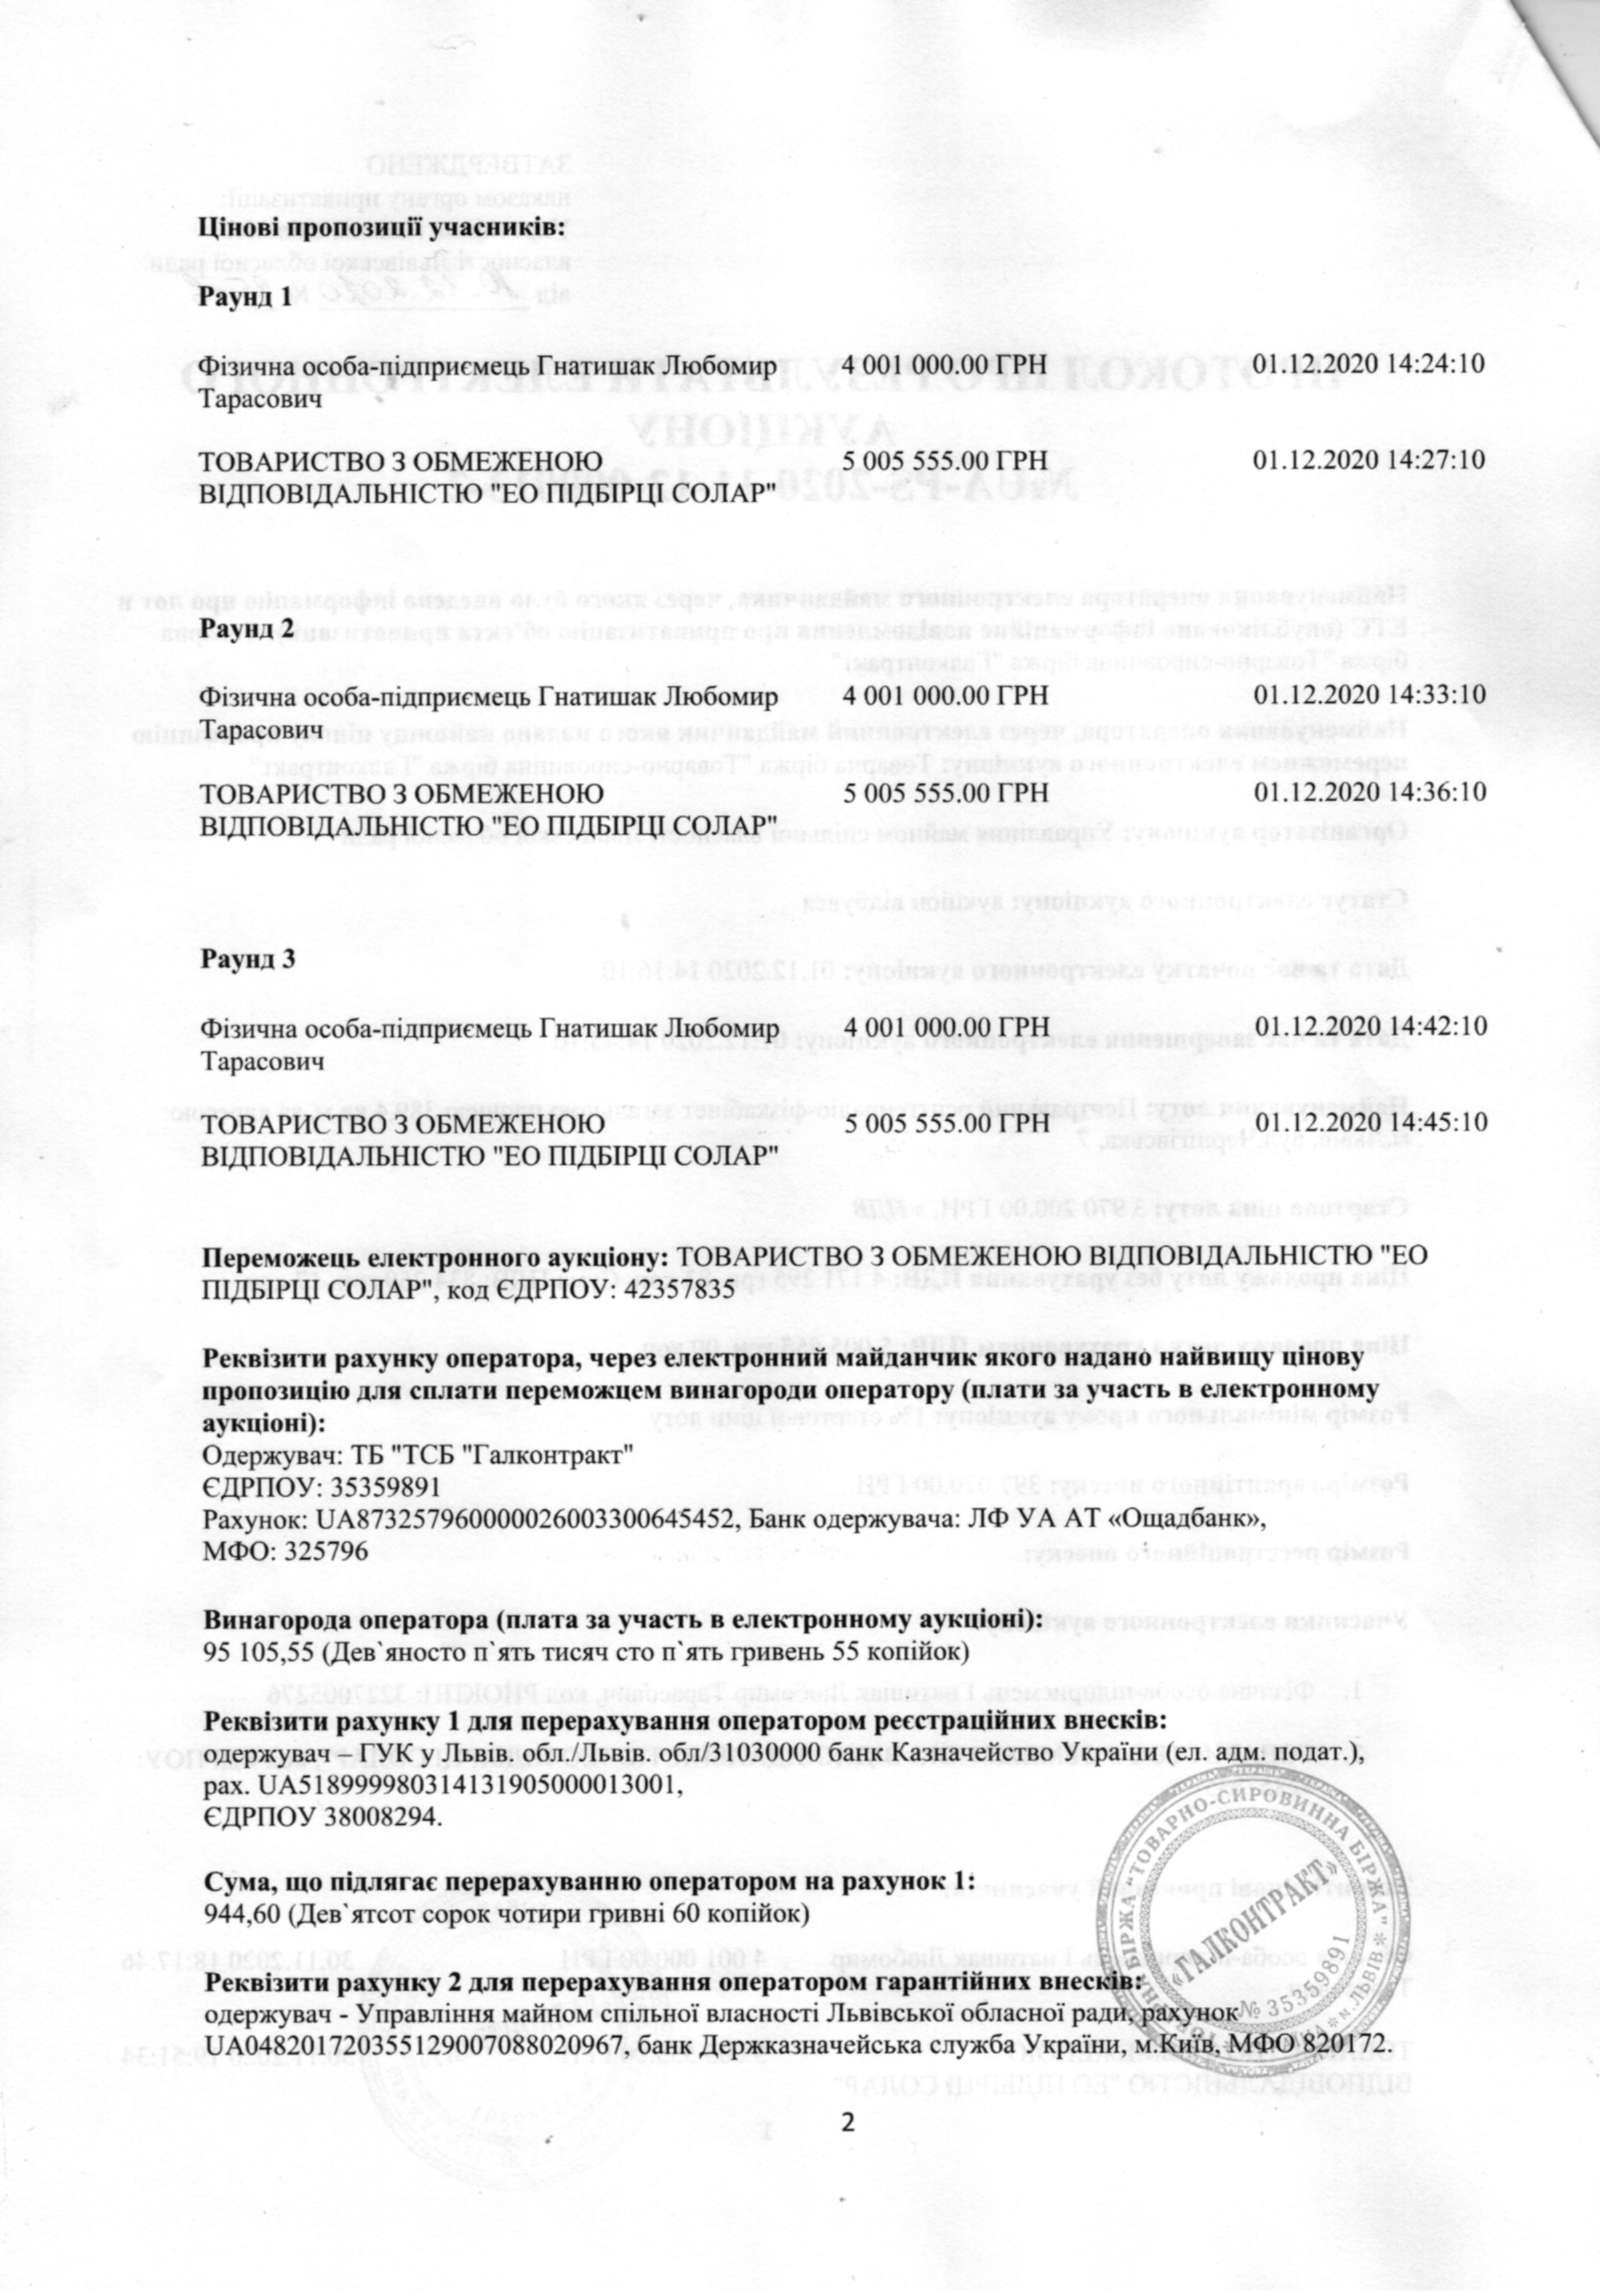 Цінові пропозиції учасників:
Раунд 1
Фізична особа-підприємець Гнатишак Любомир 4 001 000.00 ГРН 01.12.2020 14:24:10
Тарасович
ТОВАРИСТВО З ОБМЕЖЕНОЮ 5 005 555.00 ГРН 01.12.2020 14:27:10
ВІДПОВІДАЛЬНІСТЮ "ЕО ПІДБІРЦІ СОЛАР"
Раунд 2
Фізична особа-підприємець Гнатишак Любомир 4 001 000.00 ГРН 01.12.2020 14:33:10
Тарасович
ТОВАРИСТВО З ОБМЕЖЕНОЮ 5 005 555.00 ГРН 01.12.2020 14:36:10
ВІДПОВІДАЛЬНІСТЮ "ЕО ПІДБІРЦІ СОЛАР"
Раунд 3
Фізична особа-підприємець Гнатишак Любомир 4 001 000.00 ГРН 01.12.2020 14:42:10
Тарасович
ТОВАРИСТВО З ОБМЕЖЕНОЮ 5 005 555.00 ГРН 01.12.2020 14:45:10
ВІДПОВІДАЛЬНІСТЮ "ЕО ПІДБІРЦІ СОЛАР"
Переможець електронного аукціону: ТОВАРИСТВО З ОБМЕЖЕНОЮ ВІДПОВІДАЛЬНІСТЮ "ЕО
ПІДБІРЦІ СОЛАР", код ЄДРПОУ: 42357835
Реквізити рахунку оператора, через електронний майданчик якого надано найвищу цінову
пропозицію для сплати переможцем винагороди оператору (плати за участь в електронному
аукціоні):
Одержувач: ТБ "ТСБ "Галконтракт"
ЄДРПОУ: 35359891
Рахунок: UA873257960000026003300645452, Банк одержувача: ЛФ УА АТ «Ощадбанк»,
МФО: 325796
Винагорода оператора (плата за участь в електронному аукціоні):
95 105,55 (Дев`яносто п`ять тисяч сто п`ять гривень 55 копійок)
Реквізити рахунку 1 для перерахування оператором реєстраційних внесків:
одержувач – ГУК у Львів. обл./Львів. обл/31030000 банк Казначейство України (ел. адм. подат.),
рах. UA518999980314131905000013001,
ЄДРПОУ 38008294.
Сума, що підлягає перерахуванню оператором на рахунок 1:
944,60 (Дев`ятсот сорок чотири гривні 60 копійок)
Реквізити рахунку 2 для перерахування оператором гарантійних внесків:
одержувач - Управління майном спільної власності Львівської обласної ради, рахунок
UA048201720355129007088020967, банк Держказначейська служба України, м.Київ, МФО 820172.
"ТОВАРНО-СИРОВИННА БІРЖА"
«ГАЛКОНТРАКТ»
№ 35359891
м. ЛЬВІВ
2